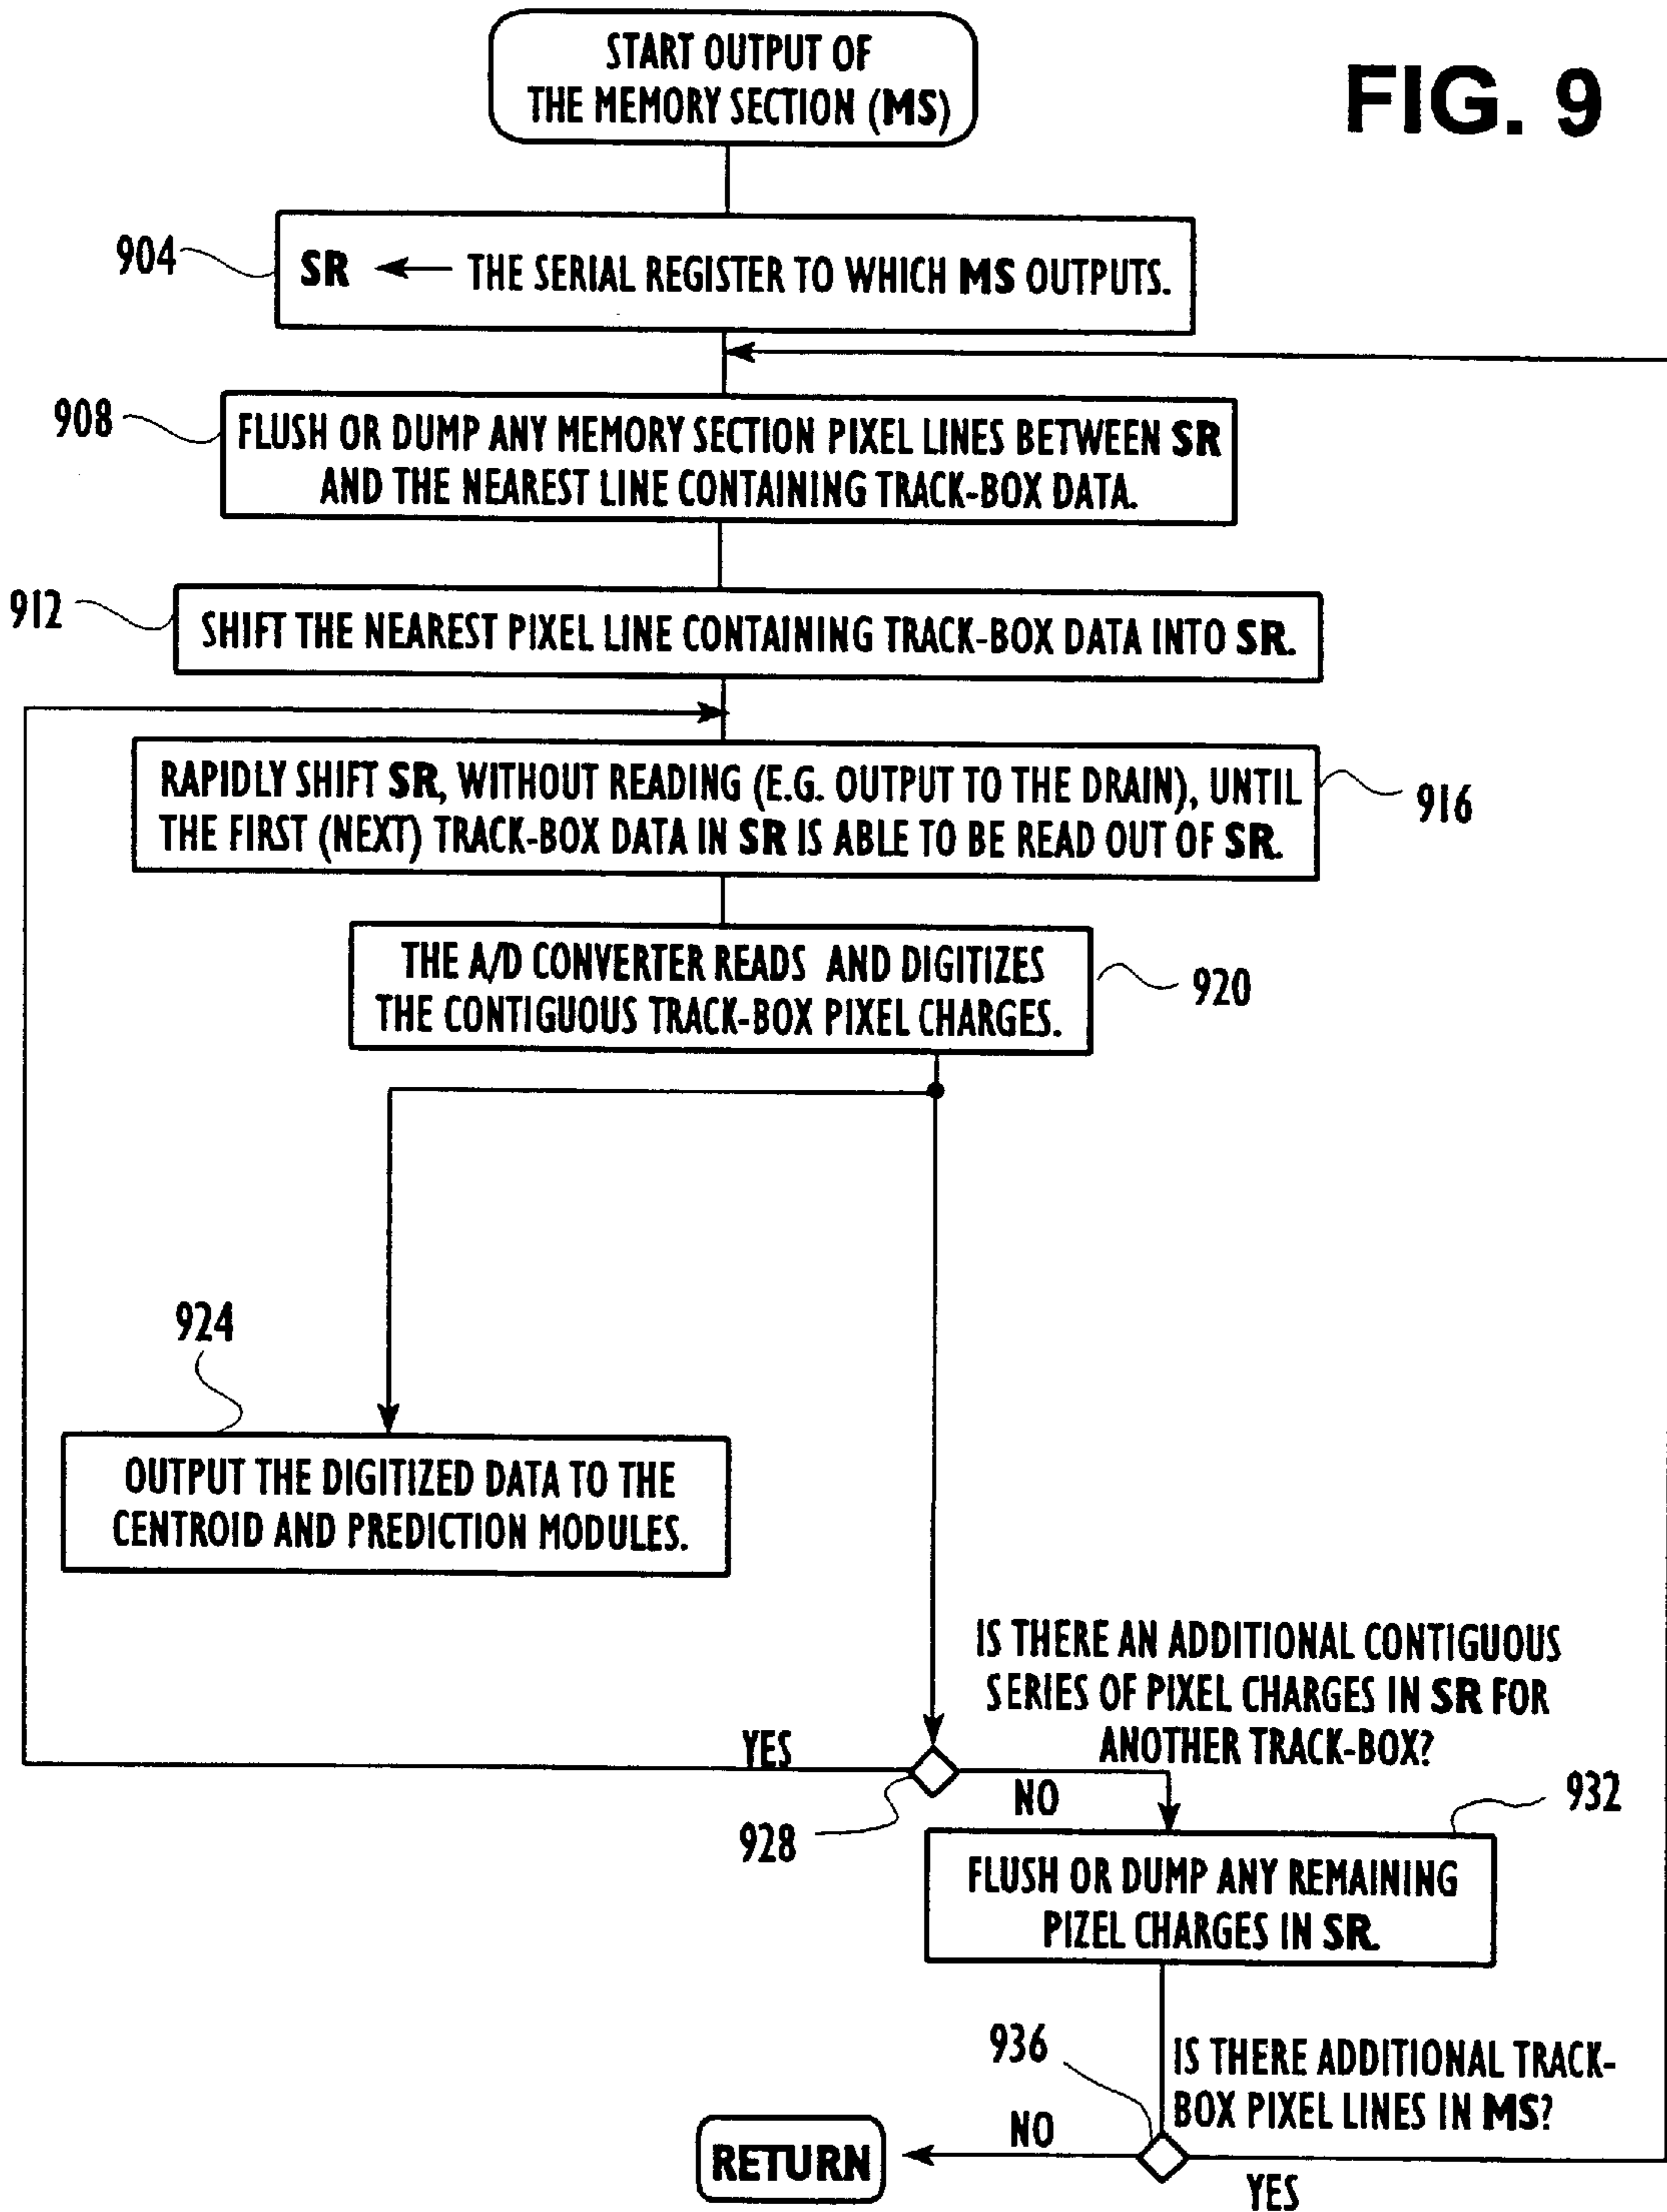 START OUTPUT OF
THE MEMORY SECTION (MS)
FIG. 9
904
SR ← THE SERIAL REGISTER TO WHICH MS OUTPUTS.
908
FLUSH OR DUMP ANY MEMORY SECTION PIXEL LINES BETWEEN SR
AND THE NEAREST LINE CONTAINING TRACK-BOX DATA.
912
SHIFT THE NEAREST PIXEL LINE CONTAINING TRACK-BOX DATA INTO SR.
RAPIDLY SHIFT SR, WITHOUT READING (E.G. OUTPUT TO THE DRAIN), UNTIL
THE FIRST (NEXT) TRACK-BOX DATA IN SR IS ABLE TO BE READ OUT OF SR.
916
THE A/D CONVERTER READS AND DIGITIZES
THE CONTIGUOUS TRACK-BOX PIXEL CHARGES.
920
924
OUTPUT THE DIGITIZED DATA TO THE
CENTROID AND PREDICTION MODULES.
IS THERE AN ADDITIONAL CONTIGUOUS
SERIES OF PIXEL CHARGES IN SR FOR
ANOTHER TRACK-BOX?
YES
NO
928
932
FLUSH OR DUMP ANY REMAINING
PIZEL CHARGES IN SR.
936
IS THERE ADDITIONAL TRACK-
BOX PIXEL LINES IN MS?
NO
RETURN
YES